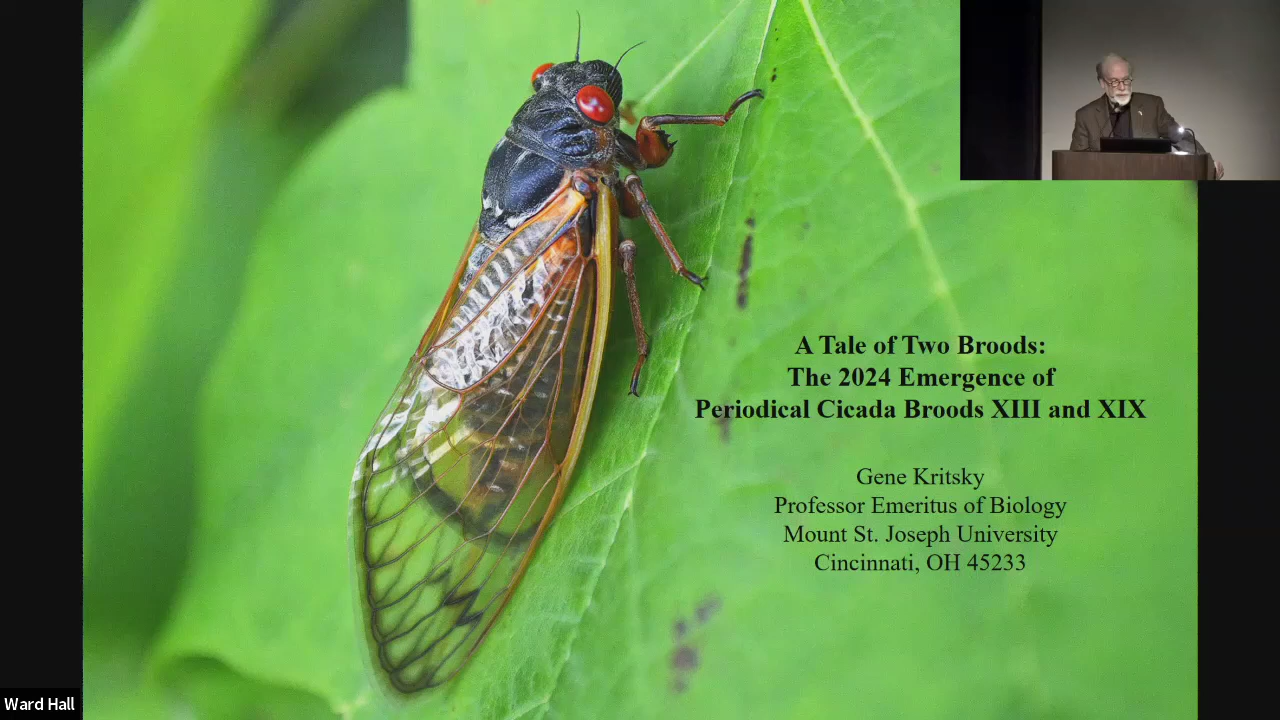 A Tale of Two Broods:
The 2024 Emergence of
Periodical Cicada Broods XIII and XIX
Gene Kritsky
Professor Emeritus of Biology
Mount St. Joseph University
Cincinnati, OH 45233
Ward Hall